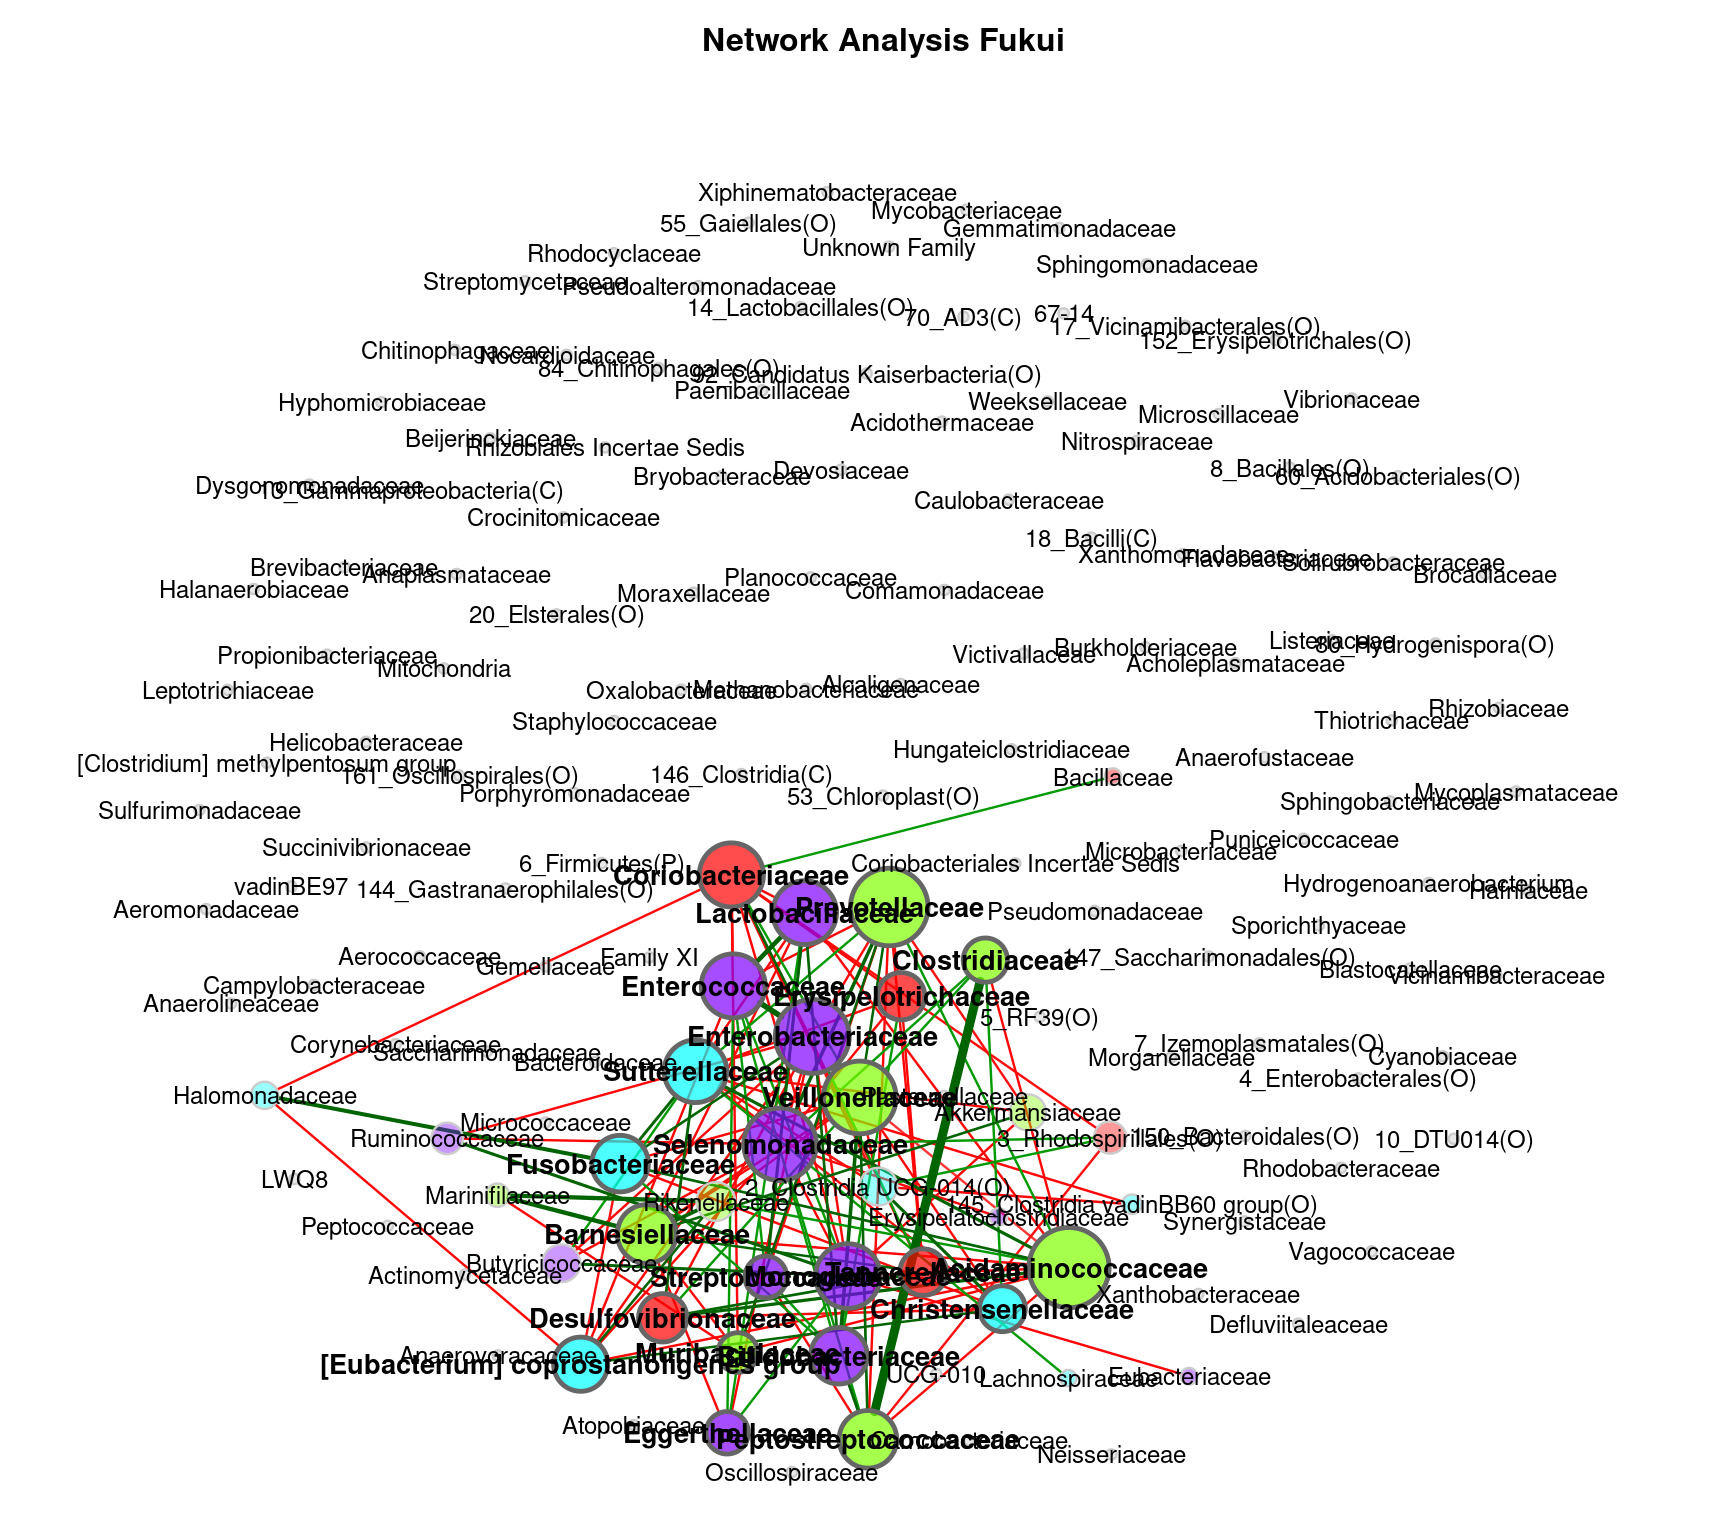 Network Analysis Fukui
Xiphinematobacteraceae
Mycobacteriaceae
55_Gaiellales(O)
Gemmatimonadaceae
Unknown Family
Rhodocyclaceae
Sphingomonadaceae
Streptomycetaceae
Pseudoalteromonadaceae
14_Lactobacillales(O)
70_AD3(C)
67-14
17_Vicinamibacterales(O)
152_Erysipelotrichales(O)
Chitinophagaceae
Nocardioidaceae
84_Chitinophagales(O)
92_Candidatus Kaiserbacteria(O)
Paenibacillaceae
Hyphomicrobiaceae
Weeksellaceae
Vibrionaceae
Microscillaceae
Acidothermaceae
Beijerinckiaceae
Rhizobiales Incertae Sedis
Nitrospiraceae
Bryobacteraceae
Devosiaceae
8_Bacillales(O)
60_Acidobacteriales(O)
Dysgonomonadaceae
13_Gammaproteobacteria(C)
Caulobacteraceae
Crocinitomicaceae
18_Bacilli(C)
Xanthomonadaceae
Flavobacteriaceae
Solirubrobacteraceae
Brocadiaceae
Brevibacteriaceae
Anaplasmataceae
Halanaerobiaceae
Planococcaceae
Moraxellaceae
Comamonadaceae
20_Elsterales(O)
Victivallaceae
Burkholderiaceae
Listeriaceae
80_Hydrogenispora(O)
Acholeplasmataceae
Propionibacteriaceae
Mitochondria
Leptotrichiaceae
Oxalobacteraceae
Methanobacteriaceae
Alcaligenaceae
Rhizobiaceae
Staphylococcaceae
Thiotrichaceae
Helicobacteraceae
Hungateiclostridiaceae
Anaerofustaceae
[Clostridium] methylpentosum group
161_Oscillospirales(O)
146_Clostridia(C)
Bacillaceae
Porphyromonadaceae
53_Chloroplast(O)
Sphingobacteriaceae
Mycoplasmataceae
Sulfurimonadaceae
Puniceicoccaceae
Succinivibrionaceae
Microbacteriaceae
6_Firmicutes(P)
Coriobacteriales Incertae Sedis
Coriobacteriaceae
vadinBE97
144_Gastranaerophilales(O)
Hydrogenoanaerobacterium
Hafniaceae
Aeromonadaceae
Lactobacillaceae
Prevotellaceae
Pseudomonadaceae
Sporichthyaceae
Aerococcaceae
Gemellaceae
Family XI
Clostridiaceae
147_Saccharimonadales(O)
Blastocatellaceae
Vicinamibacteraceae
Campylobacteraceae
Anaerolineaceae
Enterococcaceae
Erysipelotrichaceae
5_RF39(O)
Corynebacteriaceae
Saccharimonadaceae
Bacteroidaceae
Enterobacteriaceae
7_Izemoplasmatales(O)
Morganellaceae
Cyanobiaceae
Sutterellaceae
4_Enterobacterales(O)
Halomonadaceae
Veillonellaceae
Pasteurellaceae
Akkermansiaceae
Micrococcaceae
Ruminococcaceae
Selenomonadaceae
3_Rhodospirillales(O)
150_Bacteroidales(O)
10_DTU014(O)
Fusobacteriaceae
Rhodobacteraceae
LWQ8
Marinifilaceae
Rikenellaceae
2_Clostridia UCG-014(O)
145_Clostridia vadinBB60 group(O)
Erysipelatoclostridiaceae
Synergistaceae
Peptococcaceae
Barnesiellaceae
Vagococcaceae
Butyricicoccaceae
Actinomycetaceae
Streptococcaceae
Tannerellaceae
Acidaminococcaceae
Xanthobacteraceae
Christensenellaceae
Desulfovibrionaceae
Defluviitaleaceae
Anaerovoracaceae
Muribaculaceae
Bifidobacteriaceae
[Eubacterium] coprostanoligenes group
UCG-010
Lachnospiraceae
Eubacteriaceae
Atopobiaceae
Eggerthellaceae
Peptostreptococcaceae
Neisseriaceae
Oscillospiraceae